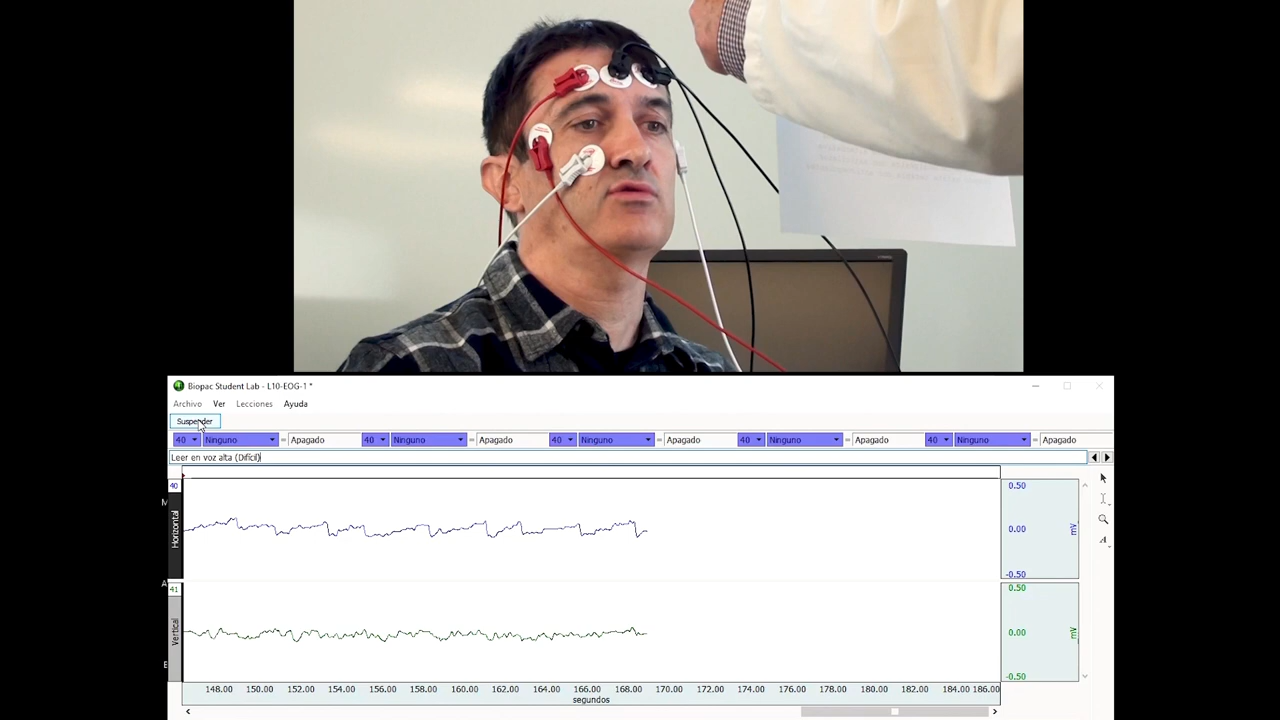 Biopac Student Lab - L10-EOG-1 *
Archivo Ver Lecciones Ayuda
Suspender
40 Ninguno = Apagado 40 Ninguno = Apagado 40 Ninguno = Apagado 40 Ninguno = Apagado 40 Ninguno = Apagado
Leer en voz alta (Difícil)
40
Horizontal
0.50
0.00
-0.50
mV
41
Vertical
0.50
0.00
-0.50
mV
148.00 150.00 152.00 154.00 156.00 158.00 160.00 162.00 164.00 166.00 168.00 170.00 172.00 174.00 176.00 178.00 180.00 182.00 184.00 186.00
segundos